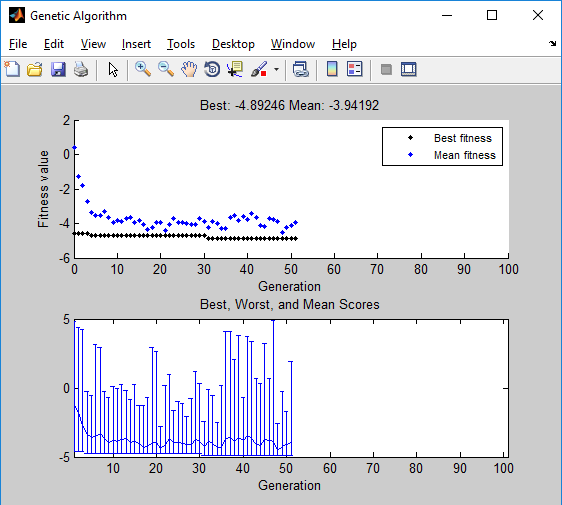 Genetic Algorithm
File Edit View Insert Tools Desktop Window Help
Best: -4.89246 Mean: -3.94192
2
0
-2
-4
-6
Fitness value
Best fitness
Mean fitness
0 10 20 30 40 50 60 70 80 90 100
Generation
Best, Worst, and Mean Scores
5
0
-5
10 20 30 40 50 60 70 80 90 100
Generation